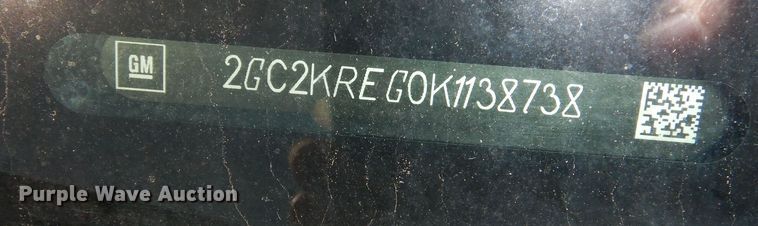 GM 2GC2KREG0K1138738
Purple Wave Auction